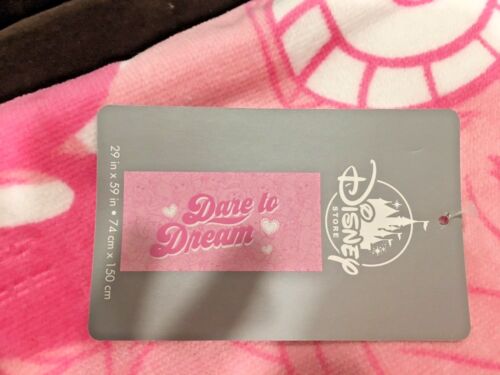 Disney
STORE
Dare to
Dream
29 in x 59 in • 74 cm x 150 cm